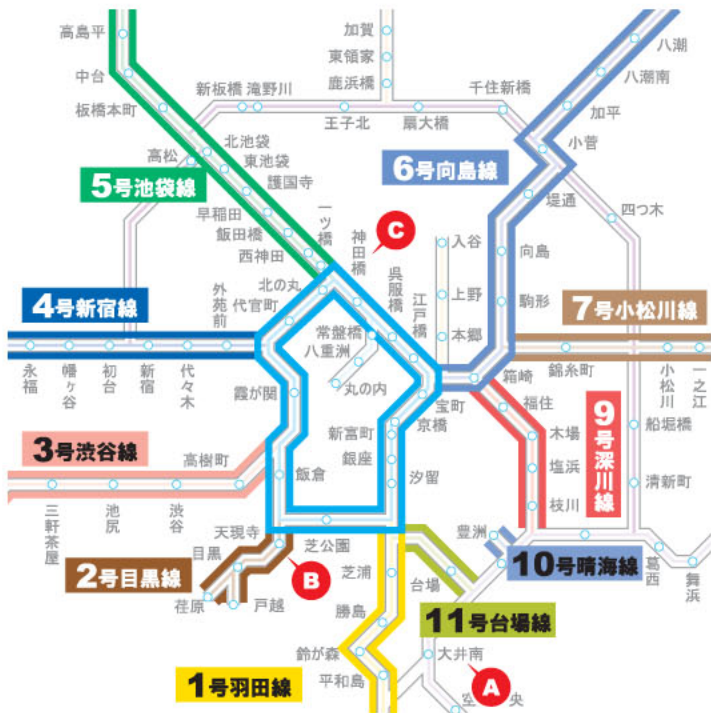 高島平
中台
板橋本町
加賀
東領家
鹿浜橋
八潮
八潮南
加平
小菅
新板橋
滝野川
王子北
扇大橋
千住新橋
高松
北池袋
東池袋
護国寺
5号池袋線
6号向島線
早稲田
飯田橋
西神田
一ツ橋
神田橋
C
呉服橋
江戸橋
入谷
上野
本郷
堤通
四つ木
向島
駒形
4号新宿線
外苑前
北の丸
代官町
常盤橋
八重洲
丸の内
7号小松川線
永福
幡ヶ谷
初台
新宿
代々木
霞が関
箱崎
錦糸町
小松川
一之江
宝町
京橋
福住
9号深川線
木場
塩浜
枝川
船堀橋
清新町
3号渋谷線
高樹町
新富町
銀座
汐留
飯倉
三軒茶屋
池尻
渋谷
天現寺
芝公園
豊洲
10号晴海線
葛西
舞浜
2号目黒線
目黒
荏原
戸越
B
芝浦
台場
11号台場線
勝島
鈴が森
平和島
大井南
1号羽田線
A
空
央